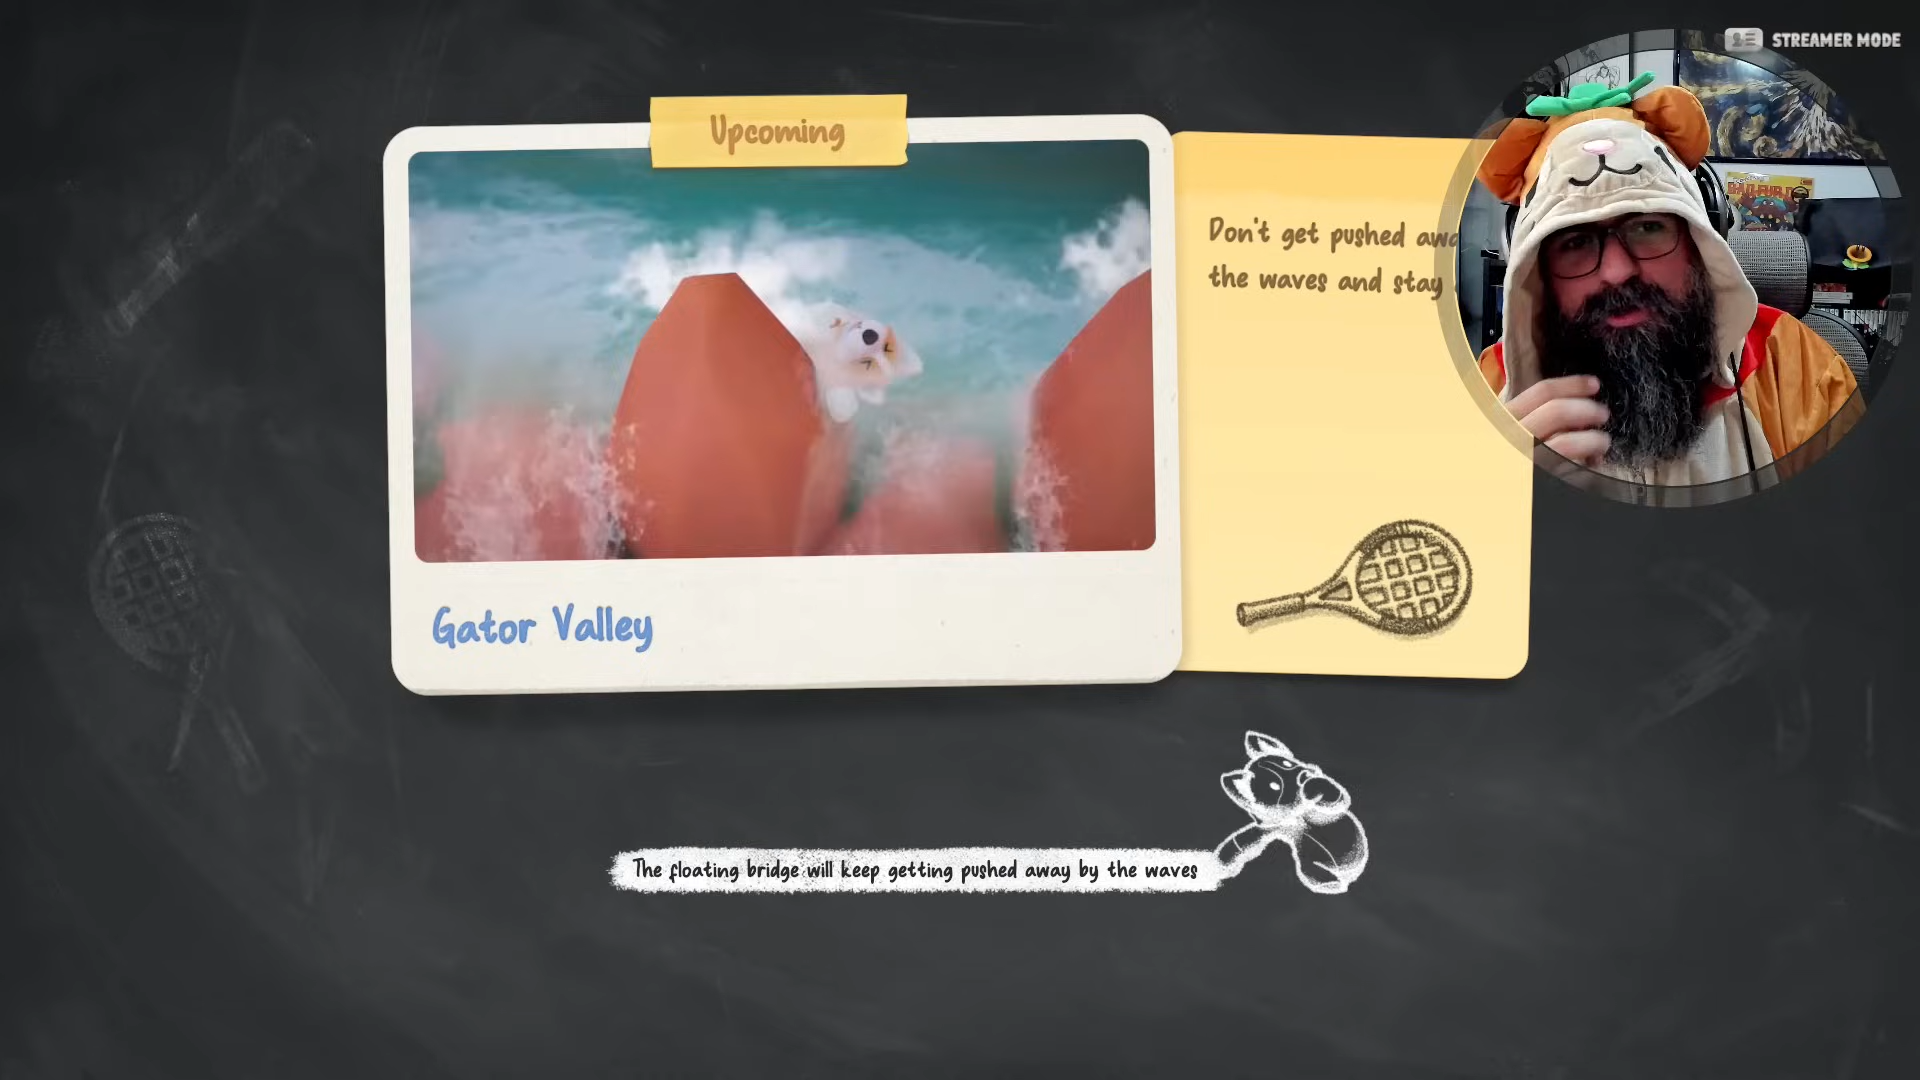 STREAMER MODE
Upcoming
Don't get pushed
the waves and stay
Gator Valley
The floating bridge will keep getting pushed away by the waves